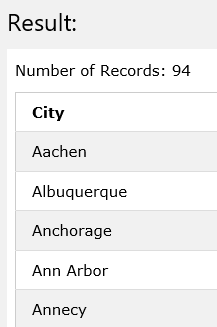 Result:
Number of Records: 94
City
Aachen
Albuquerque
Anchorage
Ann Arbor
Annecy